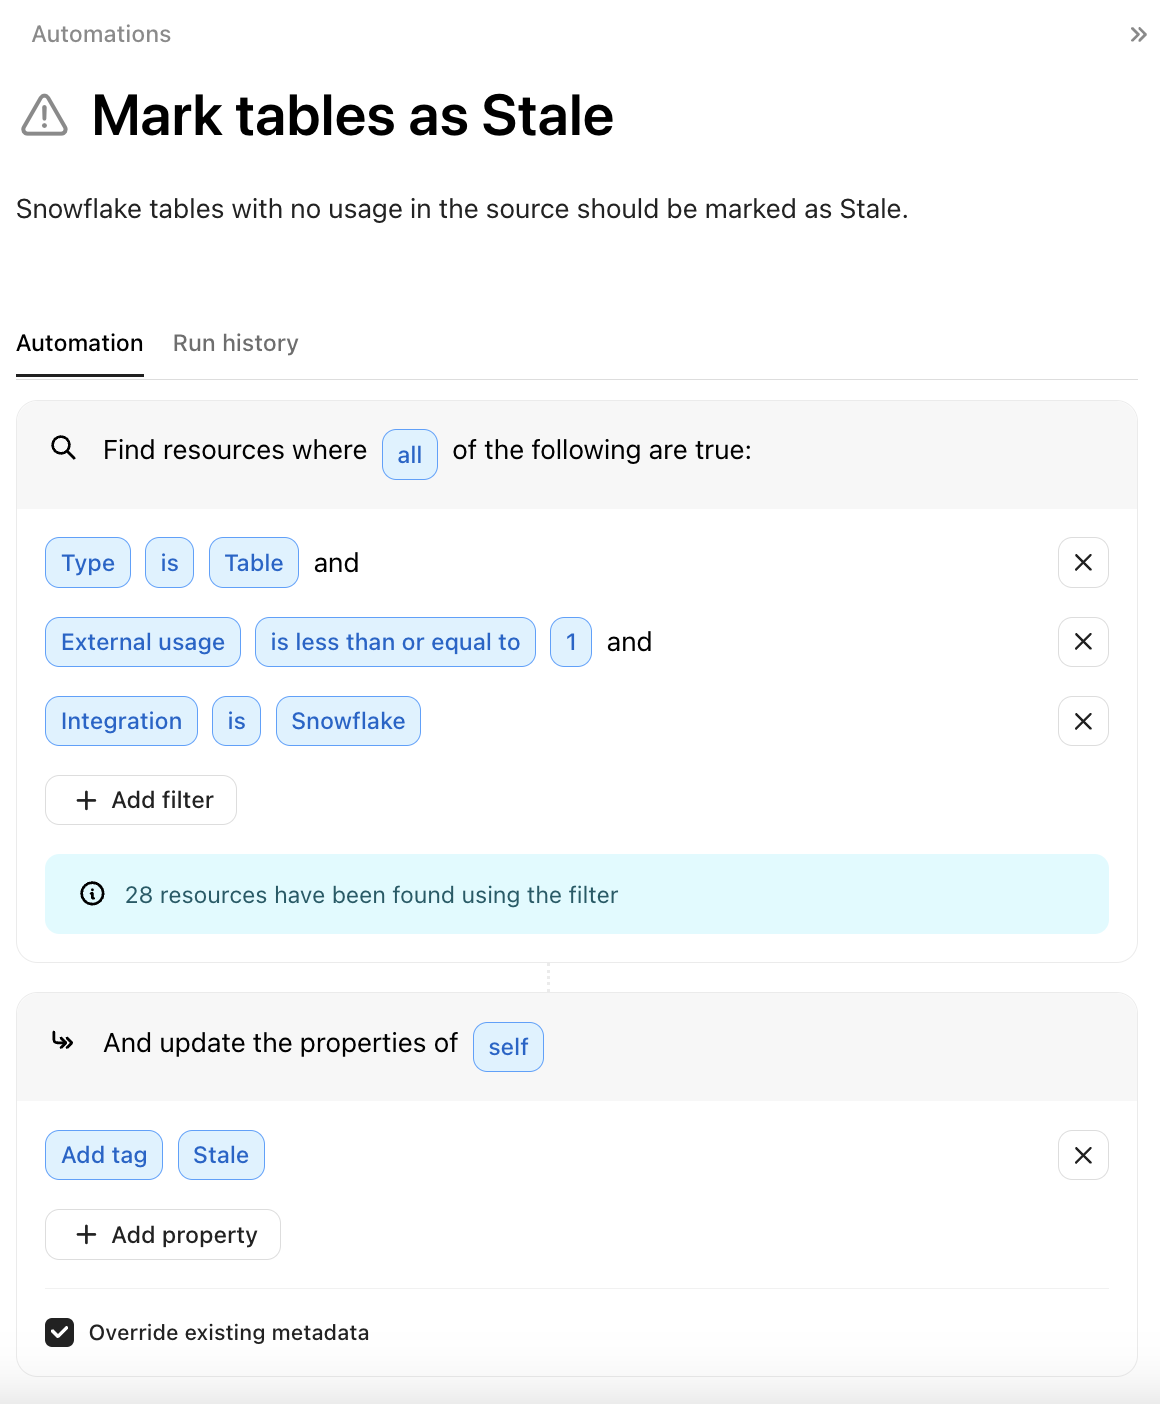 Automations
Mark tables as Stale
Snowflake tables with no usage in the source should be marked as Stale.
Automation Run history
Find resources where all of the following are true:
Type is Table and
External usage is less than or equal to 1 and
Integration is Snowflake
Add filter
28 resources have been found using the filter
And update the properties of self
Add tag Stale
Add property
Override existing metadata